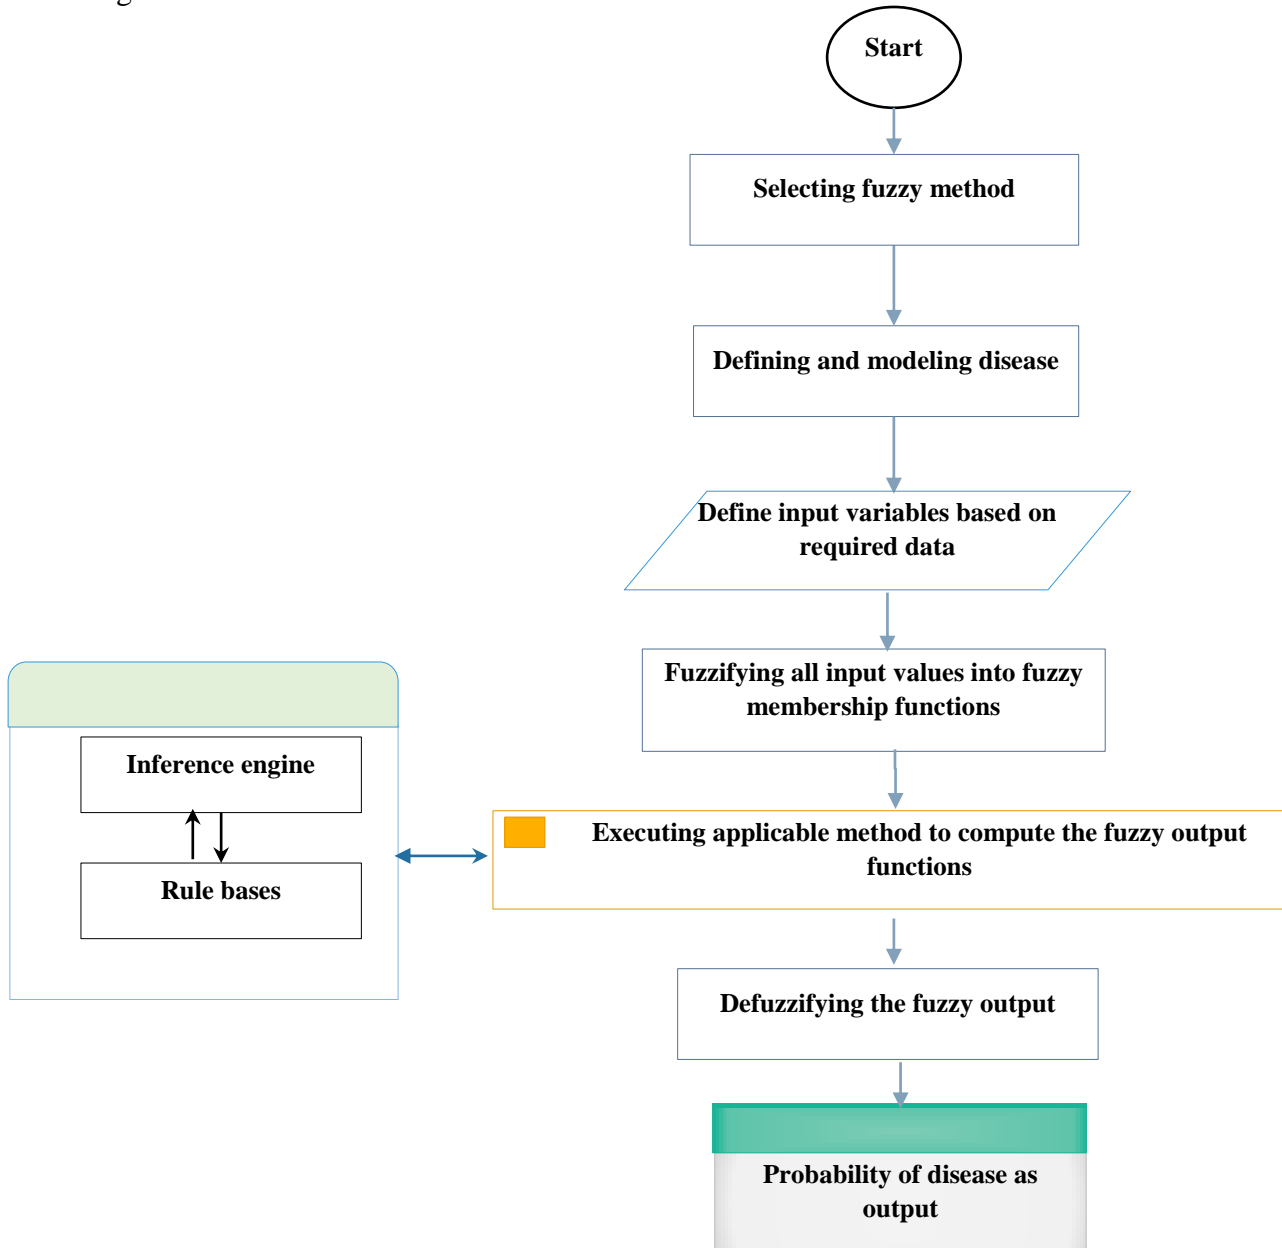 Start
Selecting fuzzy method
Defining and modeling disease
Define input variables based on
required data
Fuzzifying all input values into fuzzy
membership functions
Inference engine
Rule bases
Executing applicable method to compute the fuzzy output
functions
Defuzzifying the fuzzy output
Probability of disease as
output